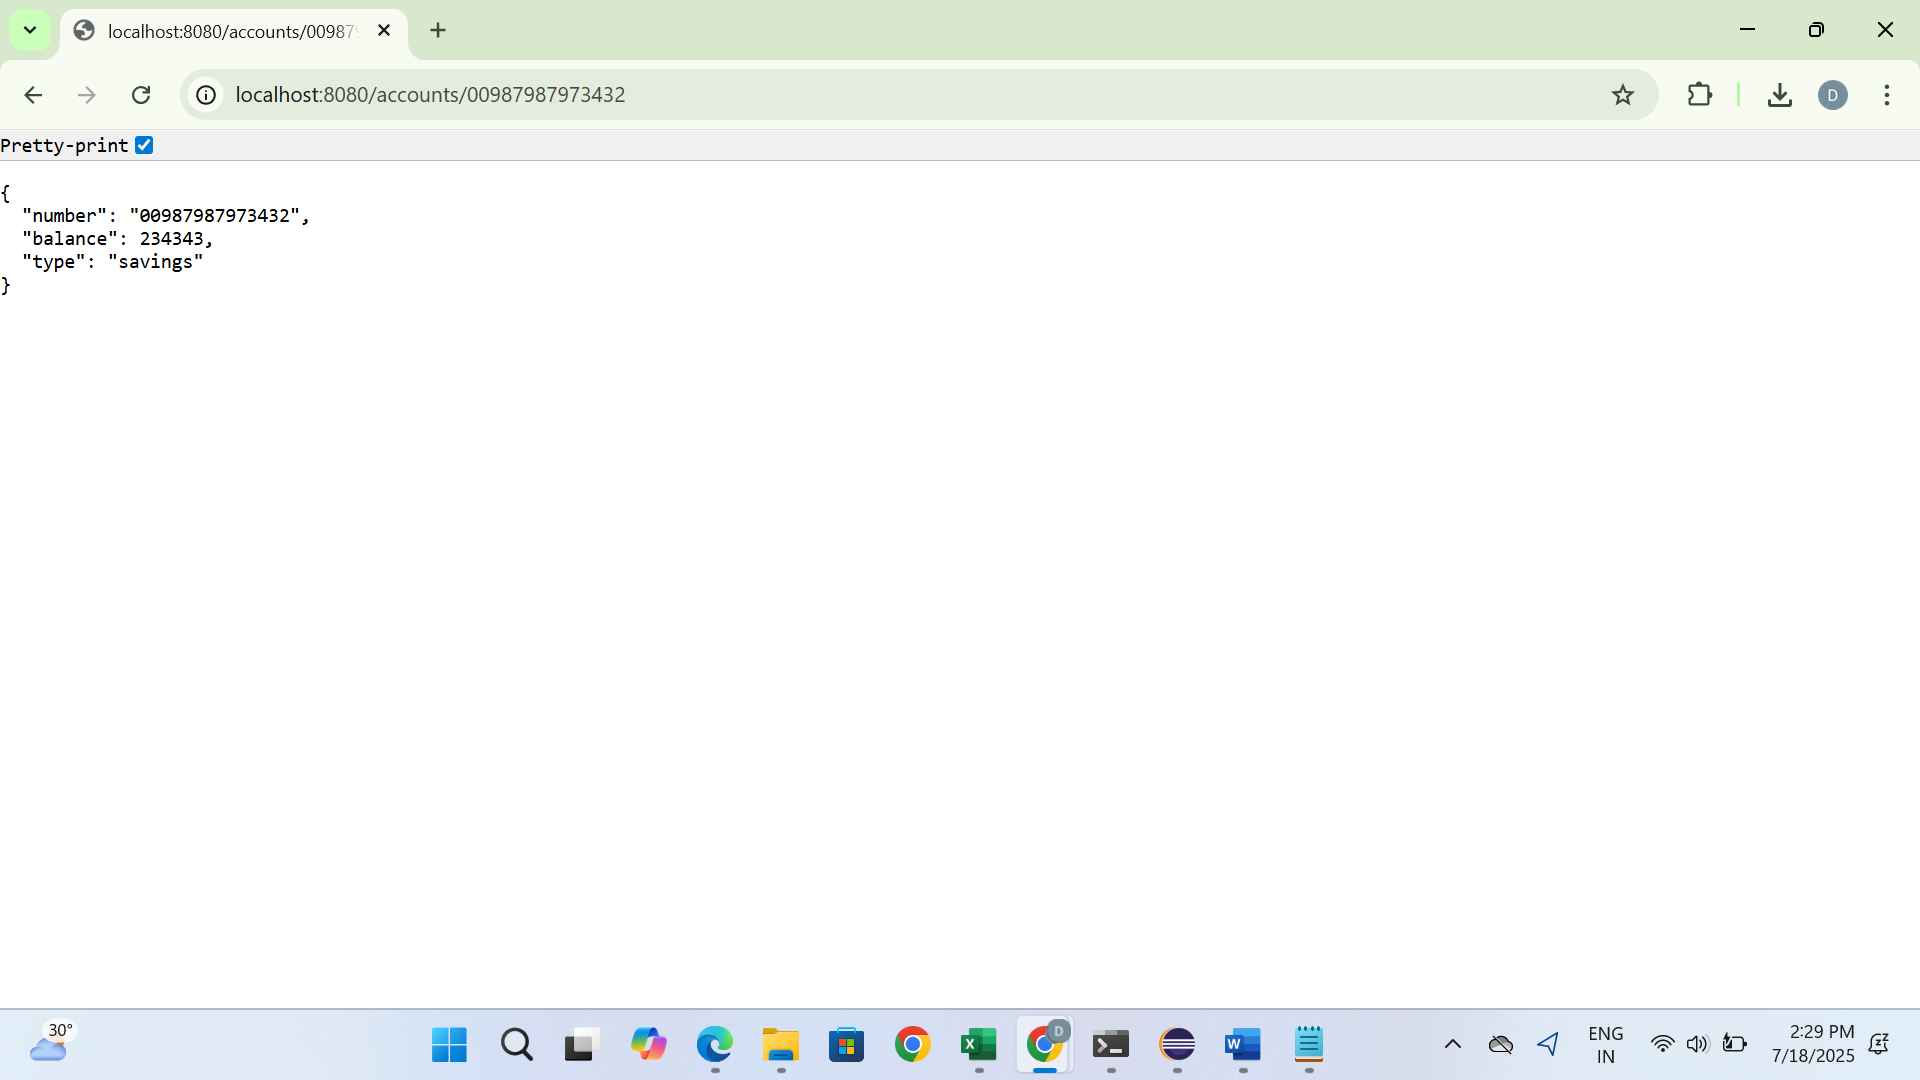 localhost:8080/accounts/00987
localhost:8080/accounts/00987987973432
D
Pretty-print
{
"number": "00987987973432",
"balance": 234343,
"type": "savings"
}
30°
D
ENG
IN
2:29 PM
7/18/2025